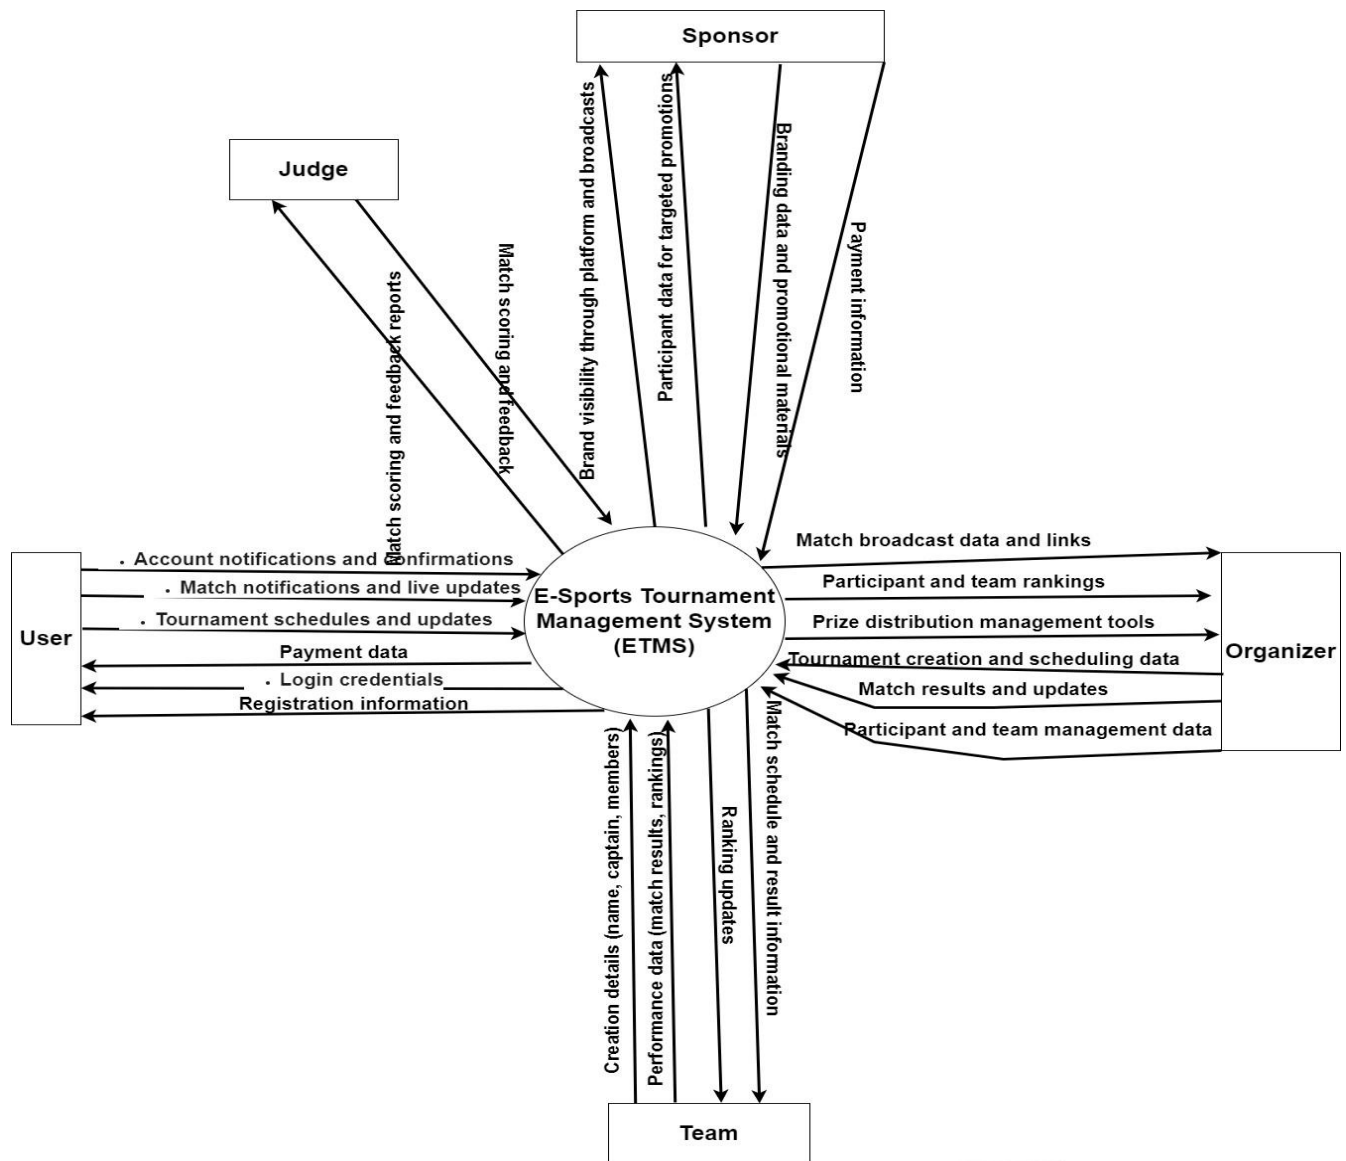 Sponsor
Judge
Brand visibility through platform and broadcasts
Participant data for targeted promotions
Branding data and promotional materials
Payment information
Match scoring and feedback reports
Match scoring and feedback
. Account notifications and confirmations
. Match notifications and live updates
. Tournament schedules and updates
Payment data
. Login credentials
Registration information
User
E-Sports Tournament
Management System
(ETMS)
Match broadcast data and links
Participant and team rankings
Prize distribution management tools
Tournament creation and scheduling data
Match results and updates
Participant and team management data
Organizer
Creation details (name, captain, members)
Performance data (match results, rankings)
Ranking updates
Match schedule and result information
Team